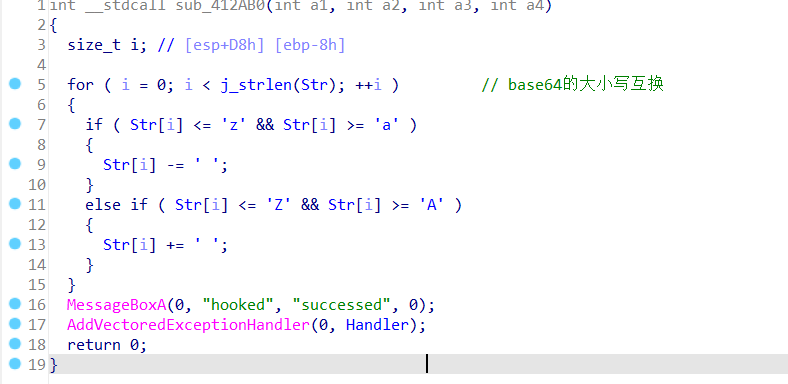 1 int __stdcall sub_412AB0(int a1, int a2, int a3, int a4)
2 {
3   size_t i; // [esp+D8h] [ebp-8h]
4
5   for ( i = 0; i < j_strlen(Str); ++i )          // base64的大小写互换
6   {
7     if ( Str[i] <= 'z' && Str[i] >= 'a' )
8     {
9       Str[i] -= ' ';
10     }
11     else if ( Str[i] <= 'Z' && Str[i] >= 'A' )
12     {
13       Str[i] += ' ';
14     }
15   }
16   MessageBoxA(0, "hooked", "successed", 0);
17   AddVectoredExceptionHandler(0, Handler);
18   return 0;
19 }